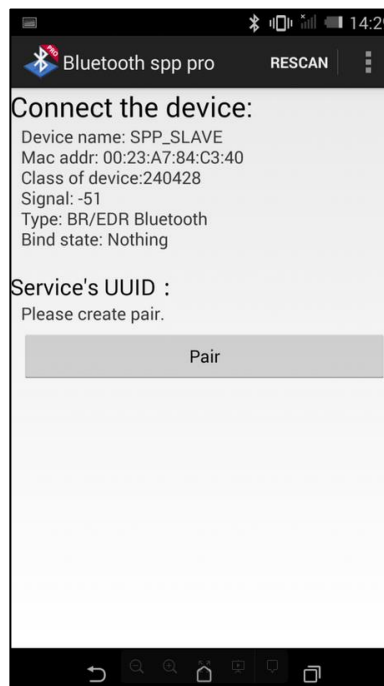 14:29
PRO
Bluetooth spp pro
RESCAN
Connect the device:
Device name: SPP_SLAVE
Mac addr: 00:23:A7:84:C3:40
Class of device:240428
Signal: -51
Type: BR/EDR Bluetooth
Bind state: Nothing
Service's UUID：
Please create pair.
Pair